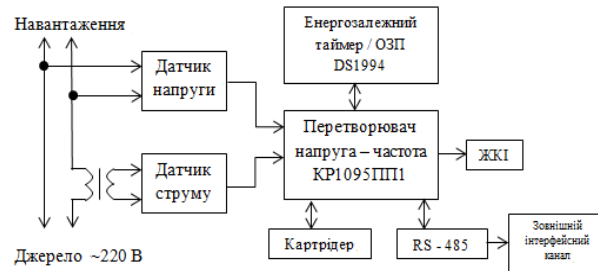 Навантаження
Датчик
напруги
Енергозалежний
таймер / ОЗП
DS1994
Перетворювач
напруга – частота
КР1095ПП1
ЖКІ
Датчик
струму
Джерело ~220 В
Картрідер
RS - 485
Зовнішній
інтерфейсний
канал